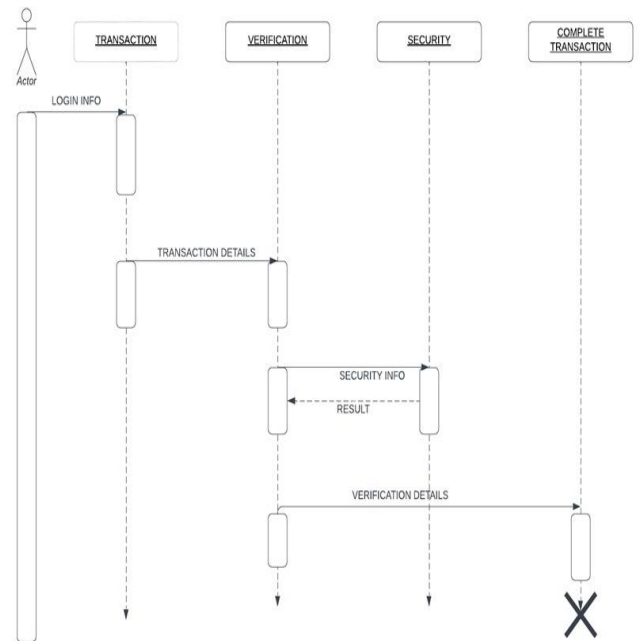 TRANSACTION
VERIFICATION
SECURITY
COMPLETE
TRANSACTION
Actor
LOGIN INFO
TRANSACTION DETAILS
SECURITY INFO
RESULT
VERIFICATION DETAILS